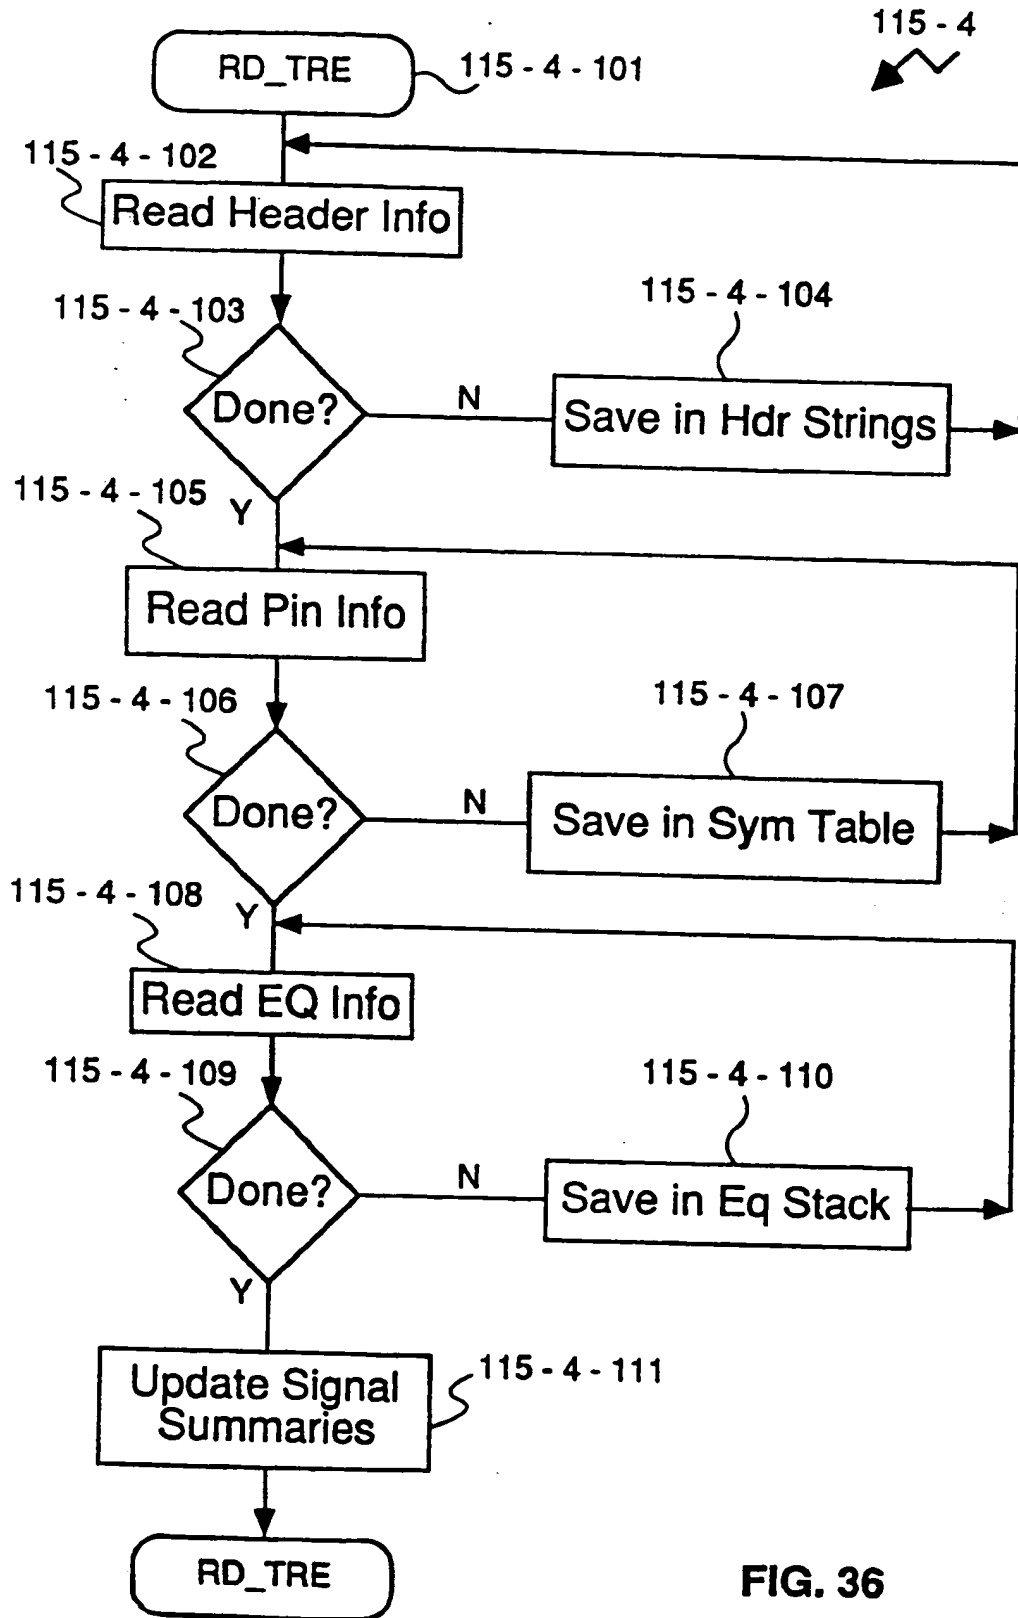 115 - 4
RD_TRE
115 - 4 - 101
115 - 4 - 102
Read Header Info
115 - 4 - 103
115 - 4 - 104
Done?
N
Save in Hdr Strings
115 - 4 - 105
Y
Read Pin Info
115 - 4 - 106
115 - 4 - 107
Done?
N
Save in Sym Table
115 - 4 - 108
Y
Read EQ Info
115 - 4 - 109
115 - 4 - 110
Done?
N
Save in Eq Stack
Y
Update Signal
Summaries
115 - 4 - 111
RD_TRE
FIG. 36